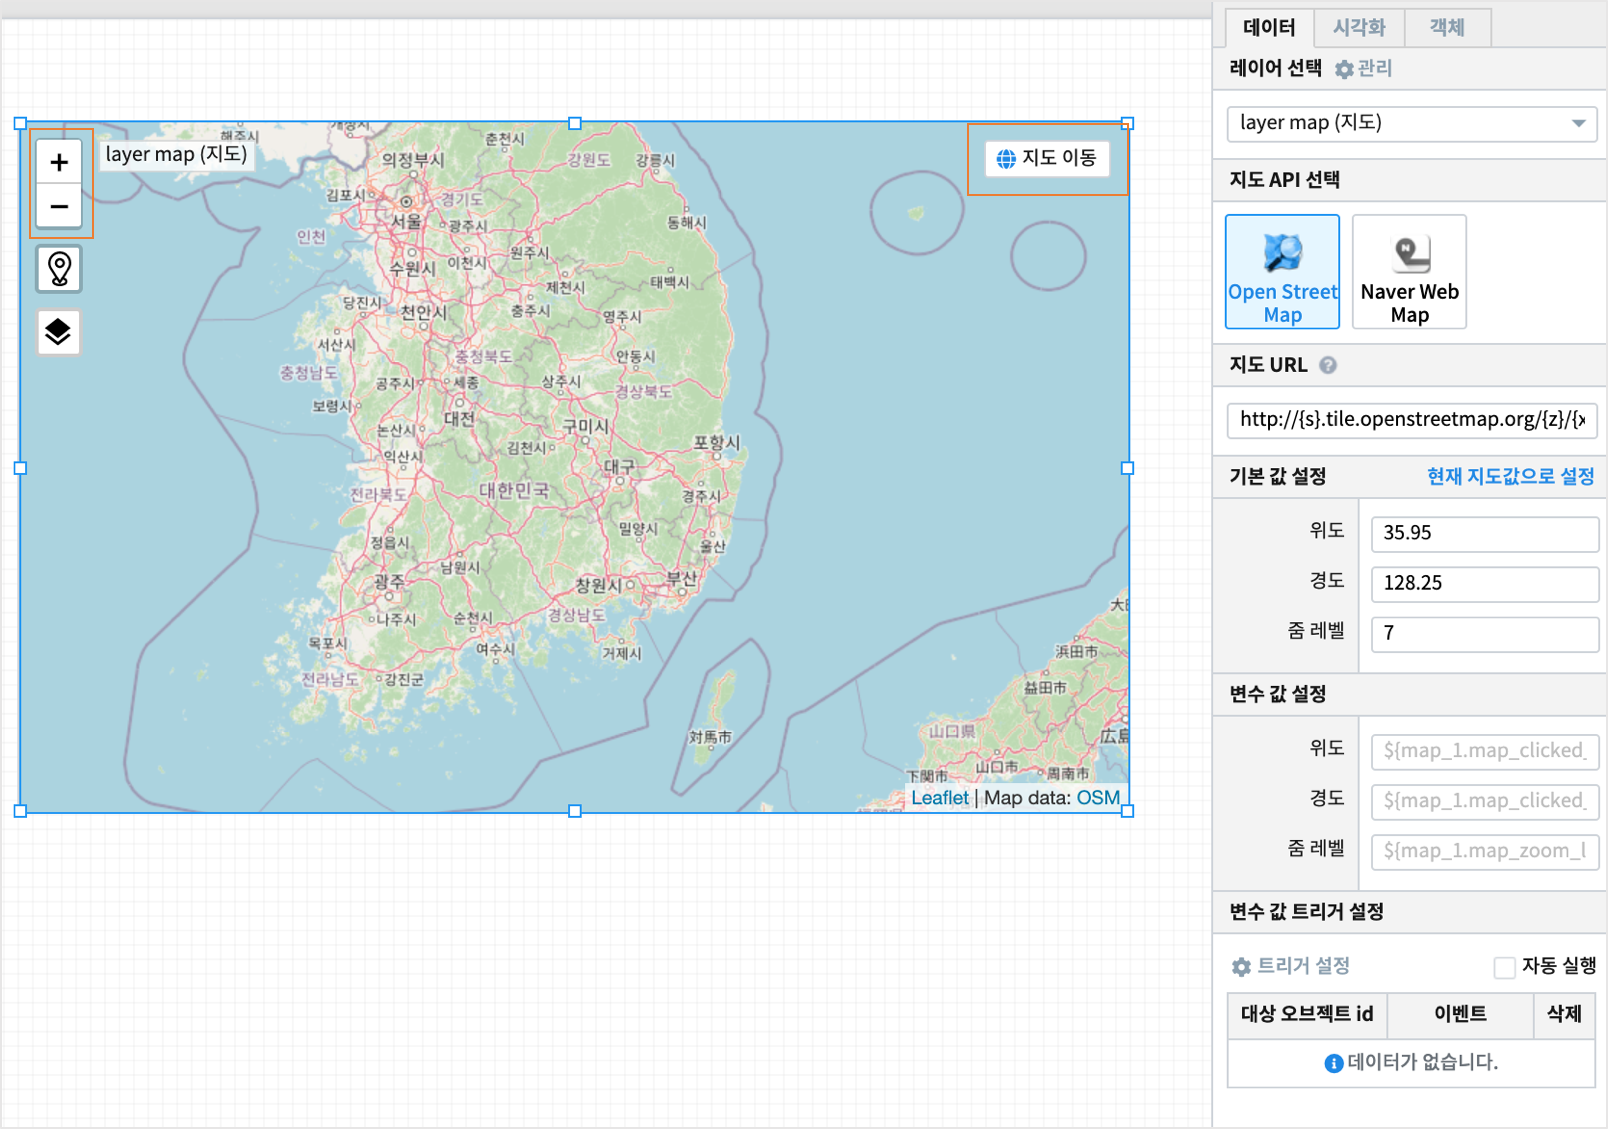 데이터
시각화
객체
레이어 선택 관리
layer map (지도)
지도 API 선택
Open Street Map
Naver Web Map
지도 URL ?
http://{s}.tile.openstreetmap.org/{z}/{x
기본 값 설정 현재 지도값으로 설정
위도 35.95
경도 128.25
줌 레벨 7
변수 값 설정
위도 ${map_1.map_clicked_
경도 ${map_1.map_clicked_
줌 레벨 ${map_1.map_zoom_l
변수 값 트리거 설정
트리거 설정 자동 실행
대상 오브젝트 id 이벤트 삭제
데이터가 없습니다.
+
−
layer map (지도)
지도 이동
해주시
개성시
춘천시
의정부시
강원도
강릉시
김포시
경기도
서울
광주시
동해시
인천
원주시
수원시
이천시
태백시
제천시
당진시
천안시
충주시
영주시
서산시
충청북도
안동시
충청남도
공주시
세종
상주시
경상북도
보령시
대전
논산시
구미시
포항시
김천시
익산시
대구
전라북도
대한민국
경주시
밀양시
정읍시
울산
남원시
광주
창원시
부산
나주시
순천시
경상남도
목포시
여수시
거제시
전라남도
강진군
対馬市
浜田市
益田市
山口県
広島
下関市
山口市
周南市
Leaflet | Map data: OSM